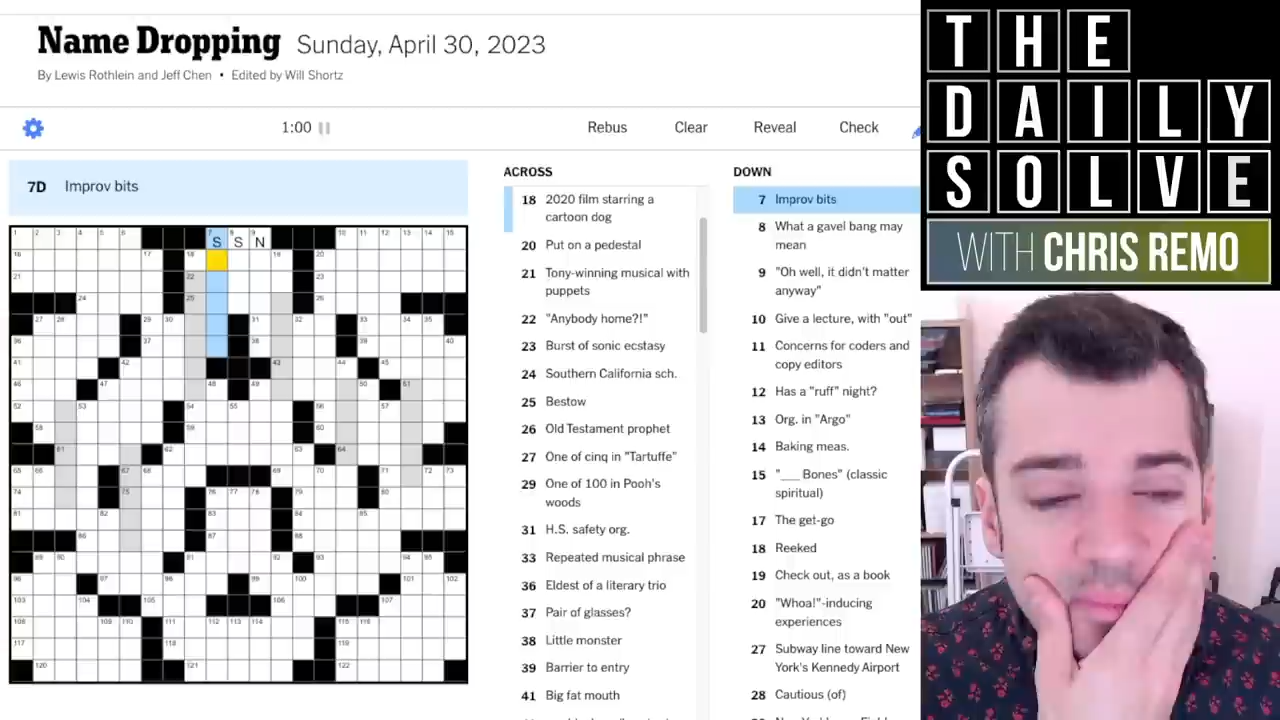 Name Dropping Sunday, April 30, 2023
By Lewis Rothlein and Jeff Chen • Edited by Will Shortz
1:00
Rebus
Clear
Reveal
Check
7D Improv bits
S S N
ACROSS
18 2020 film starring a
cartoon dog
20 Put on a pedestal
21 Tony-winning musical with
puppets
22 "Anybody home?!"
23 Burst of sonic ecstasy
24 Southern California sch.
25 Bestow
26 Old Testament prophet
27 One of cinq in "Tartuffe"
29 One of 100 in Pooh's
woods
31 H.S. safety org.
33 Repeated musical phrase
36 Eldest of a literary trio
37 Pair of glasses?
38 Little monster
39 Barrier to entry
41 Big fat mouth
DOWN
7 Improv bits
8 What a gavel bang may
mean
9 "Oh well, it didn't matter
anyway"
10 Give a lecture, with "out"
11 Concerns for coders and
copy editors
12 Has a "ruff" night?
13 Org. in "Argo"
14 Baking meas.
15 "___ Bones" (classic
spiritual)
17 The get-go
18 Reeked
19 Check out, as a book
20 "Whoa!"-inducing
experiences
27 Subway line toward New
York's Kennedy Airport
28 Cautious (of)
THE
DAILY
SOLVE
WITH CHRIS REMO